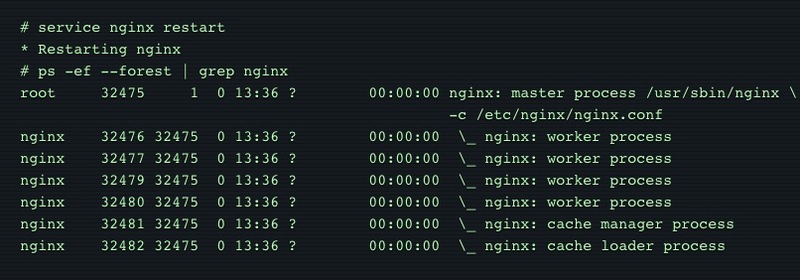 # service nginx restart
* Restarting nginx
# ps -ef --forest | grep nginx
root     32475     1  0 13:36 ?        00:00:00 nginx: master process /usr/sbin/nginx \
                                                -c /etc/nginx/nginx.conf
nginx    32476 32475  0 13:36 ?        00:00:00  \_ nginx: worker process
nginx    32477 32475  0 13:36 ?        00:00:00  \_ nginx: worker process
nginx    32479 32475  0 13:36 ?        00:00:00  \_ nginx: worker process
nginx    32480 32475  0 13:36 ?        00:00:00  \_ nginx: worker process
nginx    32481 32475  0 13:36 ?        00:00:00  \_ nginx: cache manager process
nginx    32482 32475  0 13:36 ?        00:00:00  \_ nginx: cache loader process